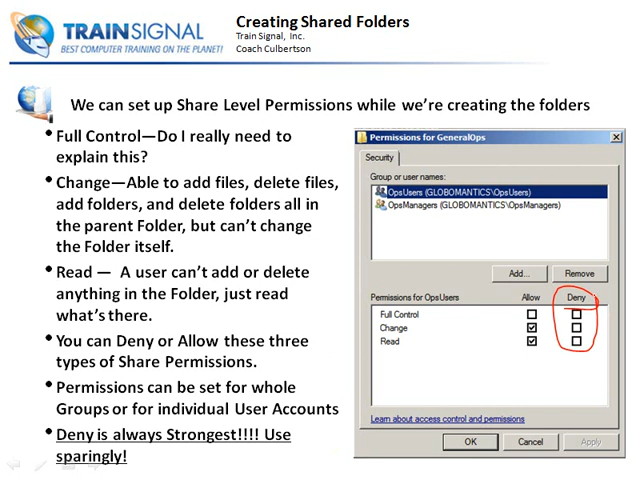 TRAINSIGNAL
BEST COMPUTER TRAINING ON THE PLANET!
Creating Shared Folders
Train Signal, Inc.
Coach Culbertson
We can set up Share Level Permissions while we're creating the folders
• Full Control—Do I really need to
explain this?
• Change—Able to add files, delete files,
add folders, and delete folders all in
the parent Folder, but can't change
the Folder itself.
• Read — A user can't add or delete
anything in the Folder, just read
what's there.
• You can Deny or Allow these three
types of Share Permissions.
• Permissions can be set for whole
Groups or for individual User Accounts
• Deny is always Strongest!!!! Use
sparingly!
Permissions for GeneralOps
Security
Group or user names:
OpsUsers (GLOBOMANTICS\OpsUsers)
OpsManagers (GLOBOMANTICS\OpsManagers)
Add... Remove
Permissions for OpsUsers Allow Deny
Full Control
Change
Read
Learn about access control and permissions
OK Cancel Apply